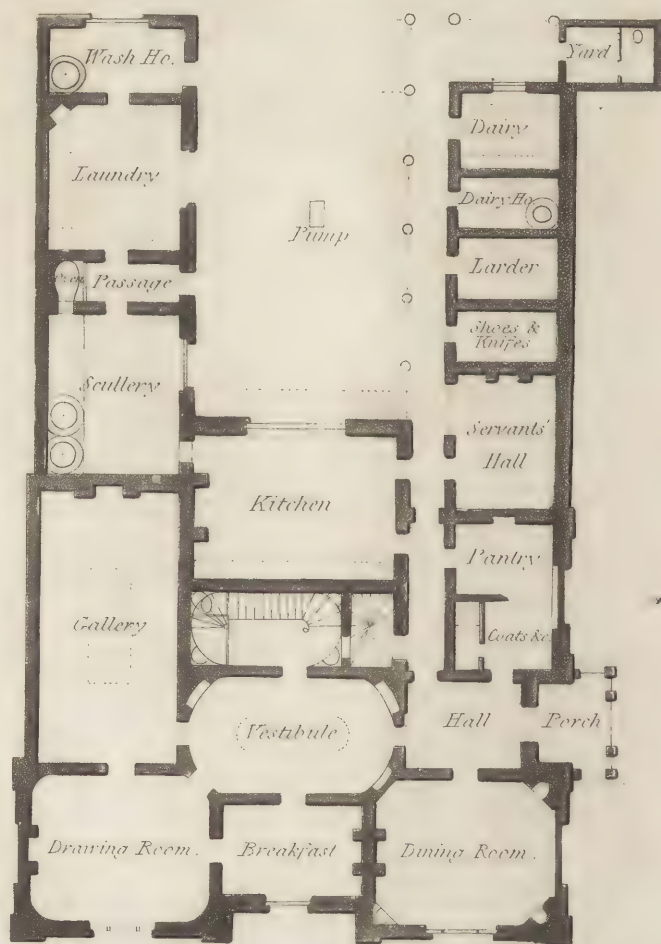 Wash Ho.
Yard
Dairy
Laundry
Dairy Ho.
Pump
Larder
Oven
Passage
Shoes &
Knifes
Scullery
Servants'
Hall
Kitchen
Pantry
Gallery
Coats &c.
Vestibule
Hall
Porch
Drawing Room.
Breakfast
Dining Room.